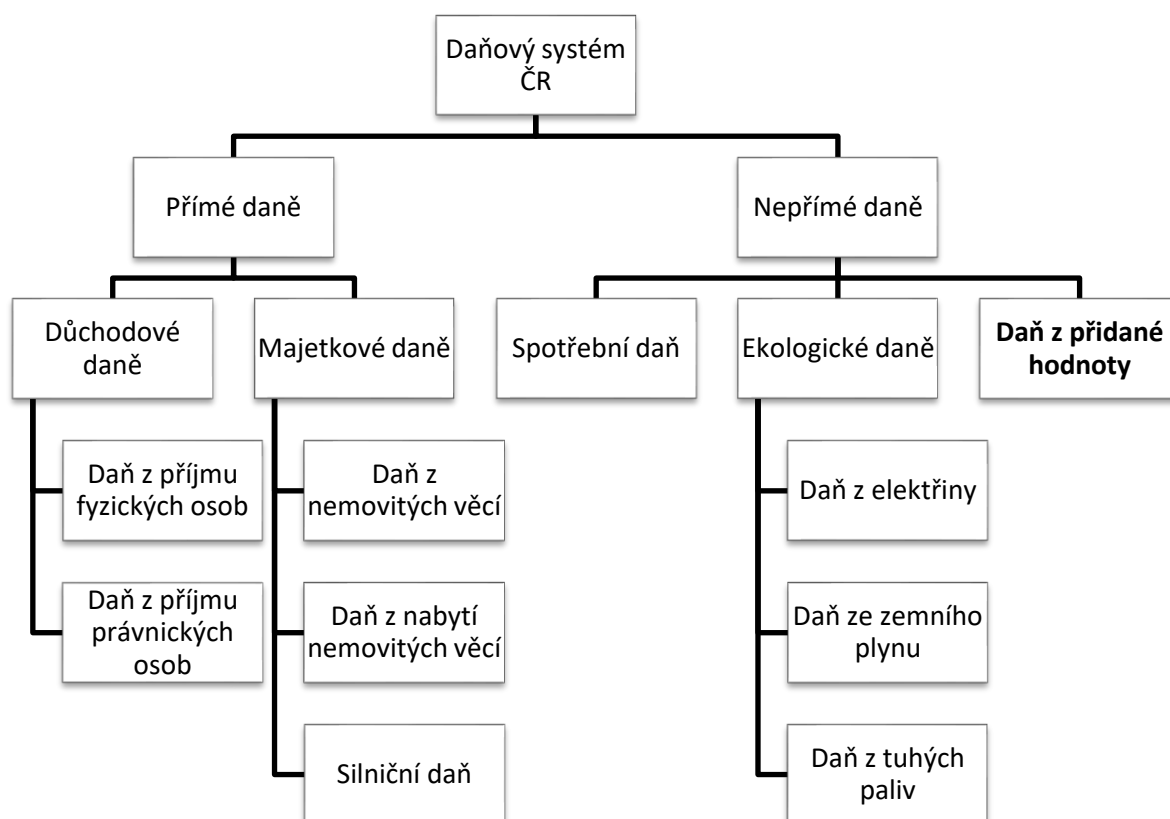 Daňový systém
ČR
Přímé daně
Nepřímé daně
Důchodové
daně
Majetkové daně
Spotřební daň
Ekologické daně
Daň z přidané
hodnoty
Daň z příjmu
fyzických osob
Daň z příjmu
právnických
osob
Daň z
nemovitých věcí
Daň z nabytí
nemovitých věcí
Silniční daň
Daň z elektřiny
Daň ze zemního
plynu
Daň z tuhých
paliv